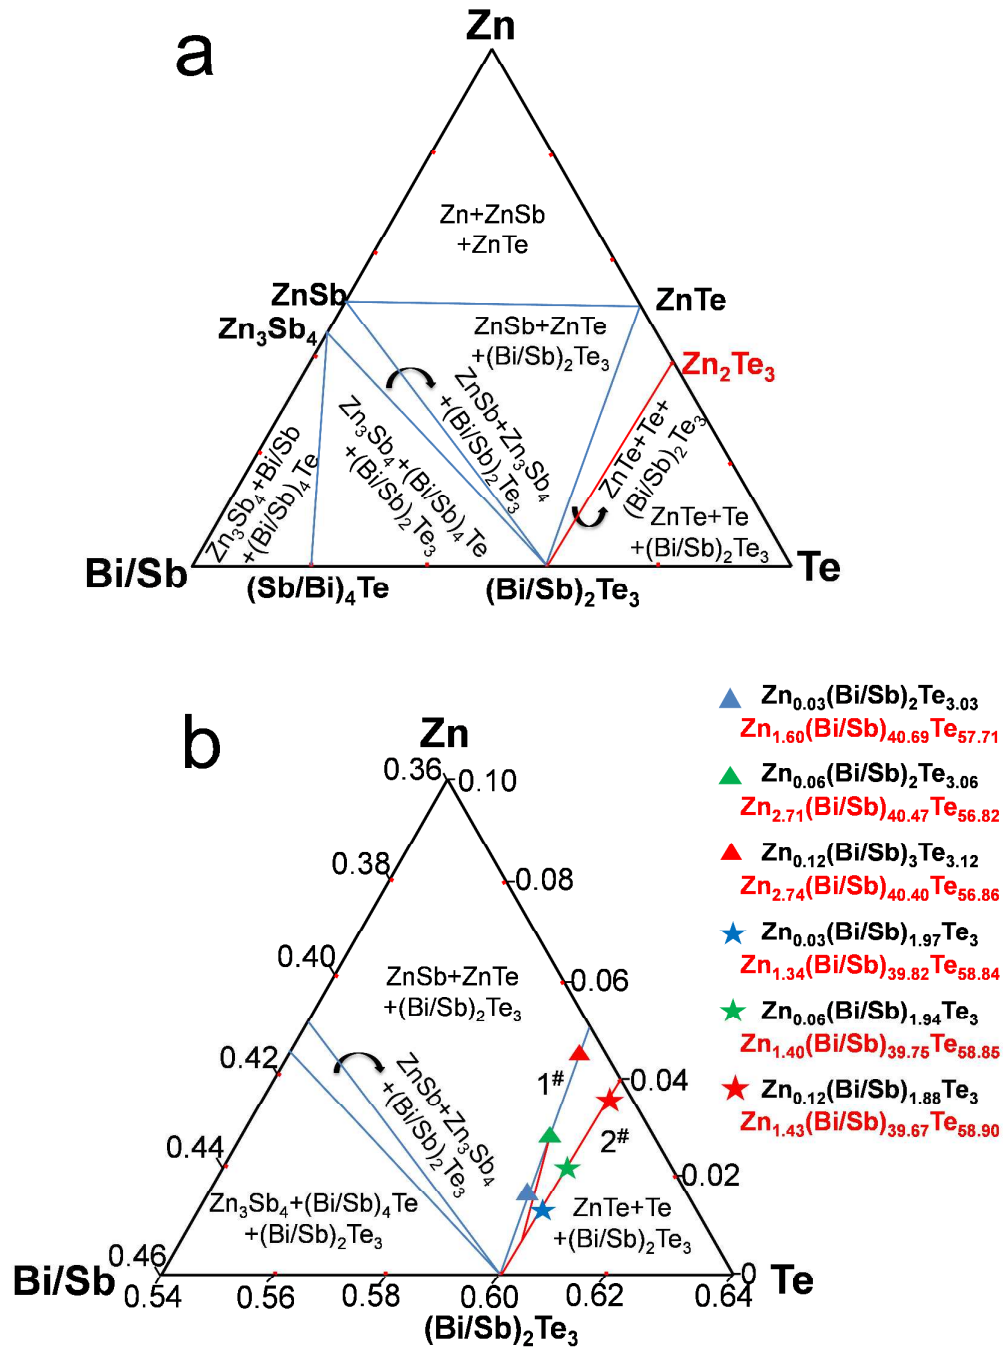 a
Zn
Zn+ZnSb
+ZnTe
ZnSb
ZnTe
Zn3Sb4
ZnSb+ZnTe
+(Bi/Sb)2Te3
Zn2Te3
ZnSb+Zn3Sb4
+(Bi/Sb)2Te3
Zn3Sb4+(Bi/Sb)4Te
+(Bi/Sb)2Te3
Zn3Sb4+Bi/Sb
+(Bi/Sb)4Te
ZnTe+Te+
(Bi/Sb)2Te3
ZnTe+Te
+(Bi/Sb)2Te3
Bi/Sb
Te
(Sb/Bi)4Te
(Bi/Sb)2Te3
b
Zn
0.36
0.10
0.38
0.08
0.40
0.06
ZnSb+ZnTe
+(Bi/Sb)2Te3
0.42
ZnSb+Zn3Sb4
+(Bi/Sb)2Te3
1#
0.04
2#
0.44
0.02
Zn3Sb4+(Bi/Sb)4Te
+(Bi/Sb)2Te3
ZnTe+Te
+(Bi/Sb)2Te3
0.46
0
Bi/Sb
Te
0.54
0.56
0.58
0.60
0.62
0.64
(Bi/Sb)2Te3
Zn0.03(Bi/Sb)2Te3.03
Zn1.60(Bi/Sb)40.69Te57.71
Zn0.06(Bi/Sb)2Te3.06
Zn2.71(Bi/Sb)40.47Te56.82
Zn0.12(Bi/Sb)3Te3.12
Zn2.74(Bi/Sb)40.40Te56.86
Zn0.03(Bi/Sb)1.97Te3
Zn1.34(Bi/Sb)39.82Te58.84
Zn0.06(Bi/Sb)1.94Te3
Zn1.40(Bi/Sb)39.75Te58.85
Zn0.12(Bi/Sb)1.88Te3
Zn1.43(Bi/Sb)39.67Te58.90